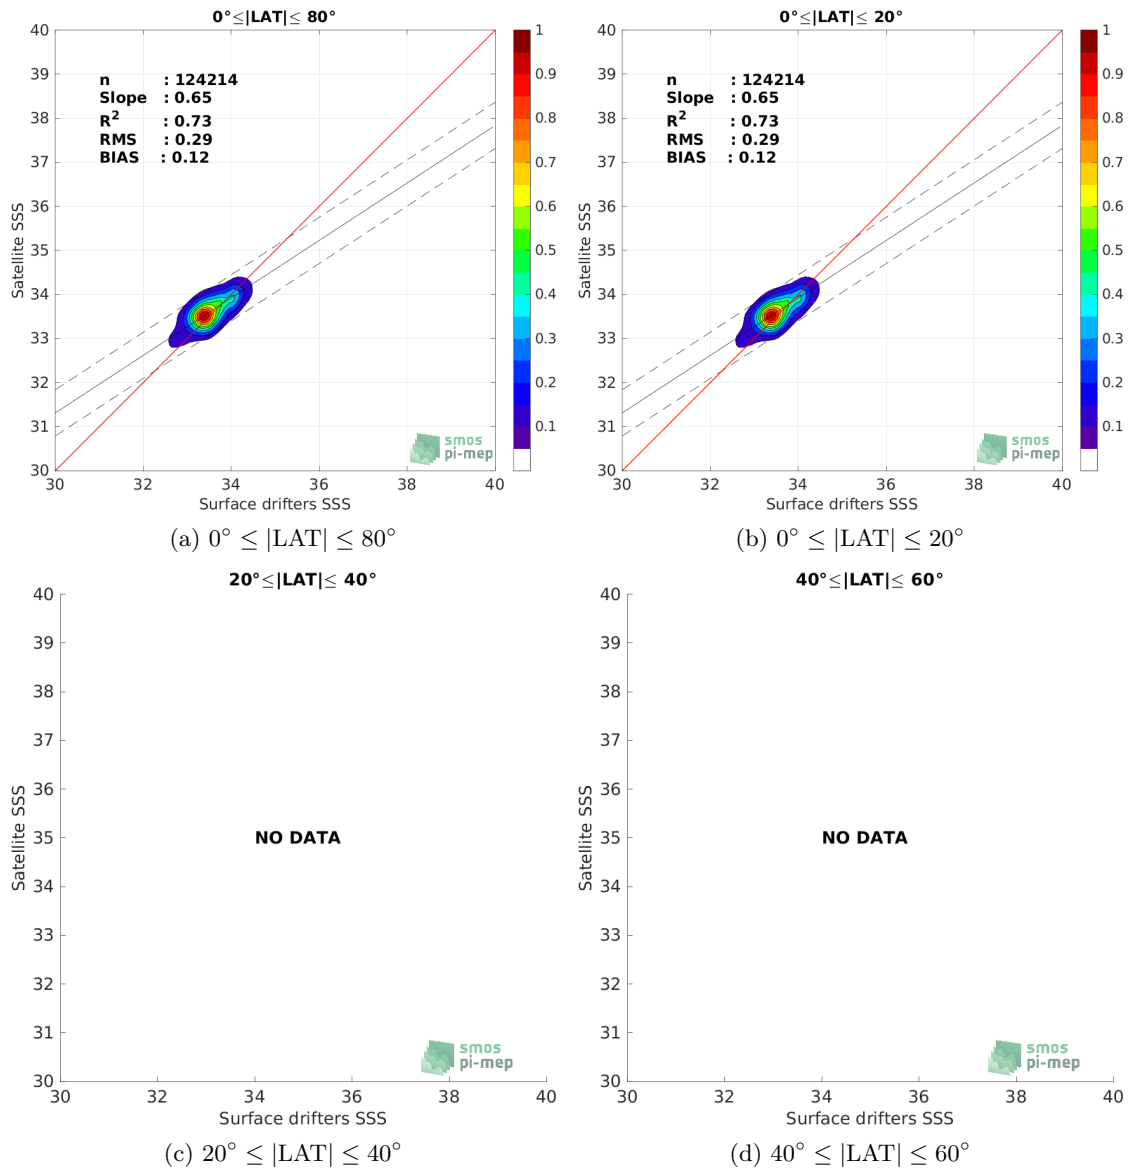 0°≤|LAT|≤ 80°
40
39
38
37
36
35
34
33
32
31
30
Satellite SSS
n : 124214
Slope : 0.65
R² : 0.73
RMS : 0.29
BIAS : 0.12
smos
pi-mep
30 32 34 36 38 40
Surface drifters SSS
1
0.9
0.8
0.7
0.6
0.5
0.4
0.3
0.2
0.1
(a) 0° ≤ |LAT| ≤ 80°
0°≤|LAT|≤ 20°
40
39
38
37
36
35
34
33
32
31
30
Satellite SSS
n : 124214
Slope : 0.65
R² : 0.73
RMS : 0.29
BIAS : 0.12
smos
pi-mep
30 32 34 36 38 40
Surface drifters SSS
1
0.9
0.8
0.7
0.6
0.5
0.4
0.3
0.2
0.1
(b) 0° ≤ |LAT| ≤ 20°
20°≤|LAT|≤ 40°
40
39
38
37
36
35
34
33
32
31
30
Satellite SSS
NO DATA
smos
pi-mep
30 32 34 36 38 40
Surface drifters SSS
(c) 20° ≤ |LAT| ≤ 40°
40°≤|LAT|≤ 60°
40
39
38
37
36
35
34
33
32
31
30
Satellite SSS
NO DATA
smos
pi-mep
30 32 34 36 38 40
Surface drifters SSS
(d) 40° ≤ |LAT| ≤ 60°